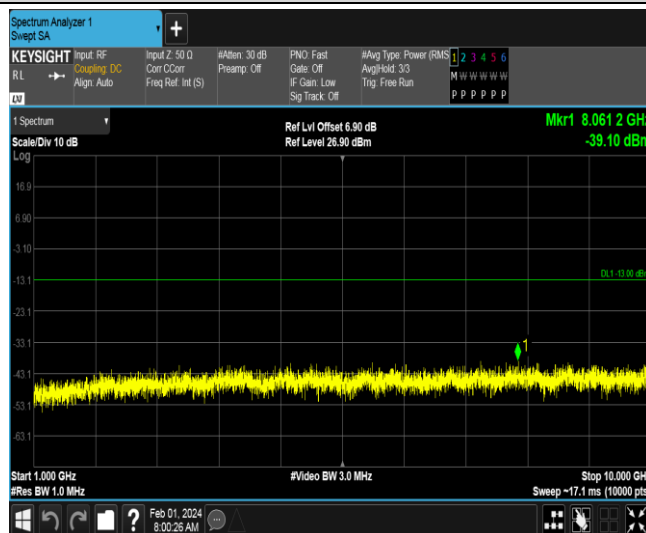 Spectrum Analyzer 1
Swept SA
+
KEYSIGHT
RL
LXI
Input: RF
Coupling: DC
Align: Auto
Input Z: 50 Ω
Corr CCorr
Freq Ref: Int (S)
#Atten: 30 dB
Preamp: Off
PNO: Fast
Gate: Off
IF Gain: Low
Sig Track: Off
#Avg Type: Power (RMS
Avg|Hold: 3/3
Trig: Free Run
1 2 3 4 5 6
M W W W W W
P P P P P P
1 Spectrum
Scale/Div 10 dB
Log
Ref Lvl Offset 6.90 dB
Ref Level 26.90 dBm
Mkr1 8.061 2 GHz
-39.10 dBm
16.9
6.90
-3.10
-13.1
DL1 -13.00 dBm
-23.1
-33.1
1
-43.1
-53.1
-63.1
Start 1.000 GHz
#Res BW 1.0 MHz
#Video BW 3.0 MHz
Stop 10.000 GHz
Sweep ~17.1 ms (10000 pts
?
Feb 01, 2024
8:00:26 AM